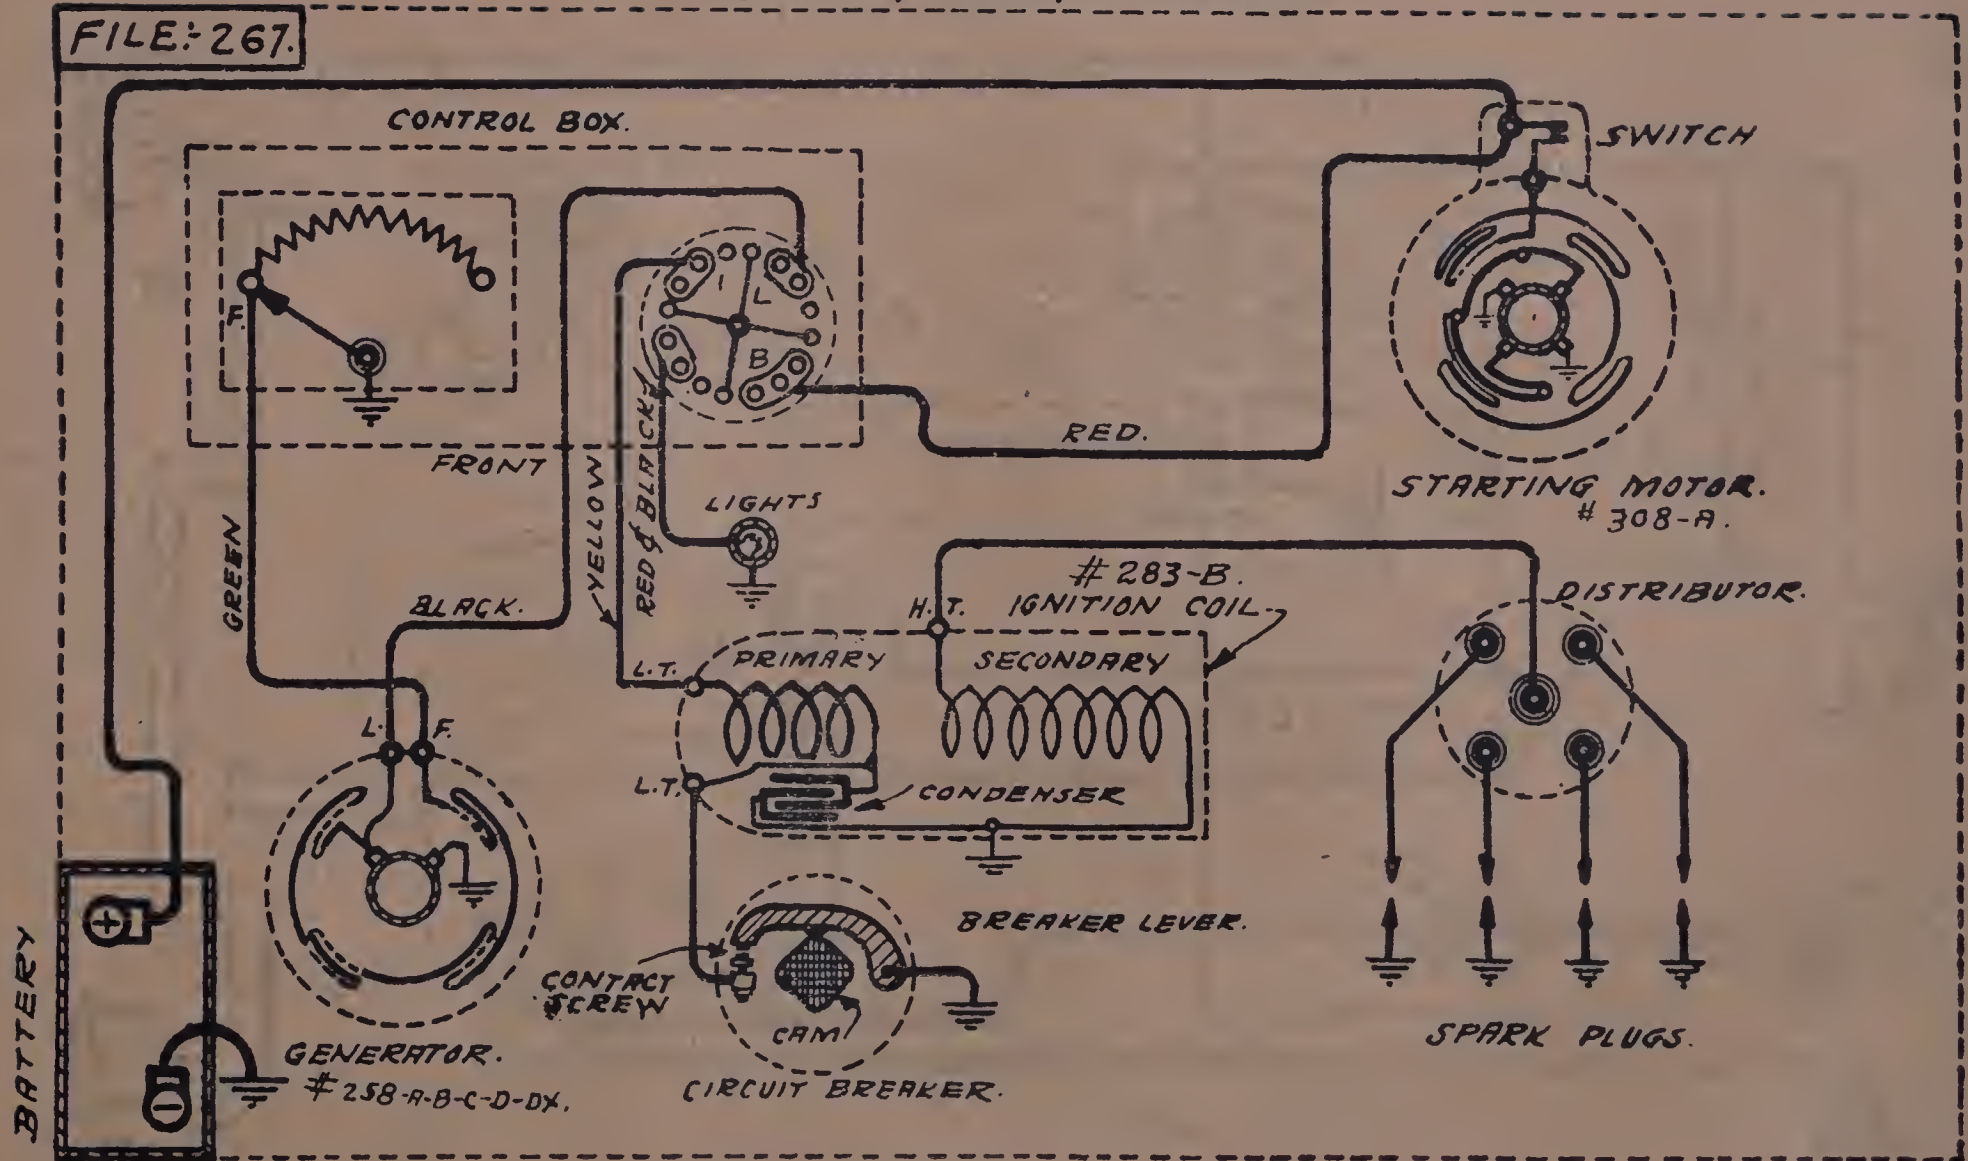 FILE:- 267.
CONTROL BOX.
SWITCH
F.
I
L
B
FRONT
RED.
STARTING MOTOR.
# 308-A.
GREEN
BLACK.
YELLOW
RED & BLACK.
LIGHTS
# 283-B.
IGNITION COIL.
H.T.
DISTRIBUTOR.
L.T.
PRIMARY
SECONDARY
L.
F.
L.T.
CONDENSER
BATTERY
+
BREAKER LEVER.
CONTACT
SCREW
CAM
GENERATOR.
# 258-A-B-C-D-DX.
CIRCUIT BREAKER.
SPARK PLUGS.
−